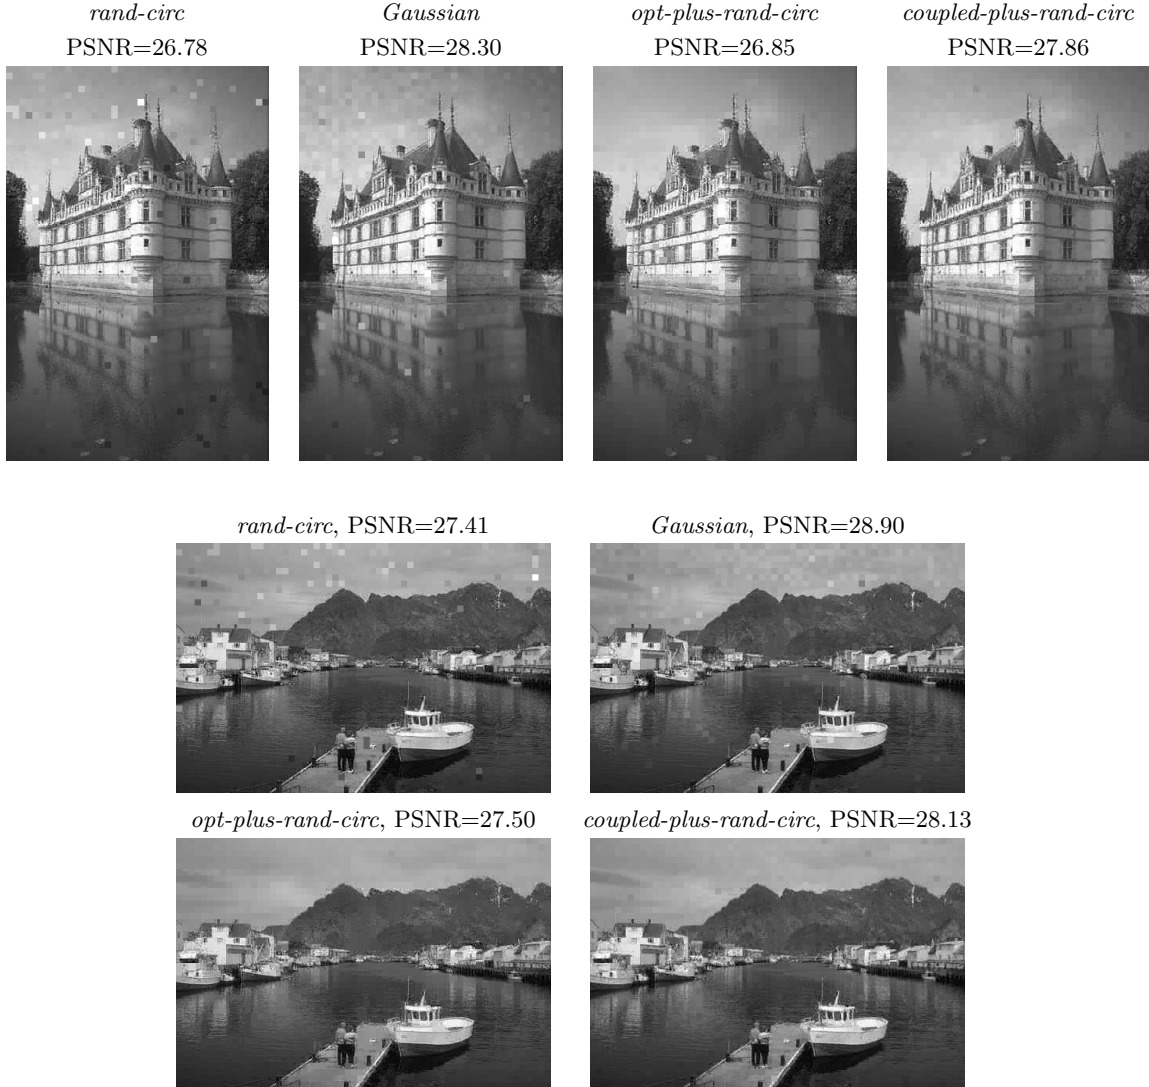 rand-circ Gaussian opt-plus-rand-circ coupled-plus-rand-circ
PSNR=26.78 PSNR=28.30 PSNR=26.85 PSNR=27.86
rand-circ, PSNR=27.41 Gaussian, PSNR=28.90
opt-plus-rand-circ, PSNR=27.50 coupled-plus-rand-circ, PSNR=28.13